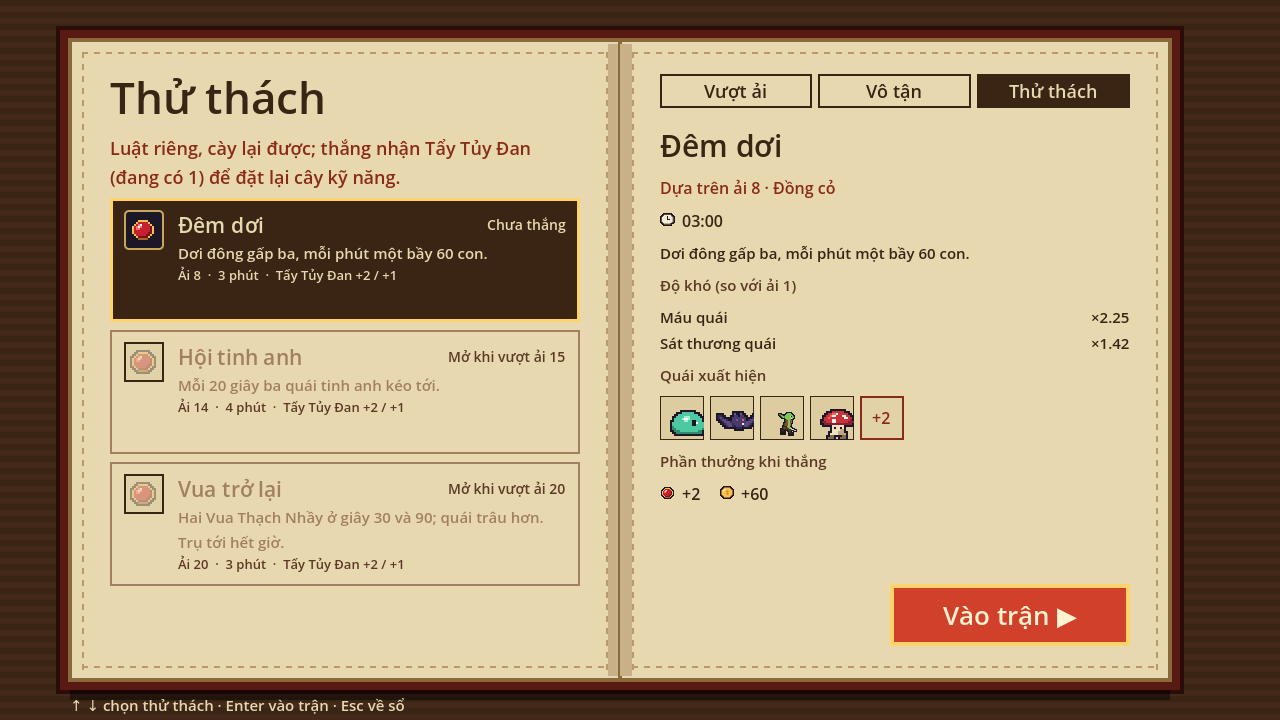 Thử thách
Luật riêng, cày lại được; thắng nhận Tẩy Tủy Đan
(đang có 1) để đặt lại cây kỹ năng.
Đêm dơi
Chưa thắng
Dơi đông gấp ba, mỗi phút một bầy 60 con.
Ải 8 · 3 phút · Tẩy Tủy Đan +2 / +1
Hội tinh anh
Mở khi vượt ải 15
Mỗi 20 giây ba quái tinh anh kéo tới.
Ải 14 · 4 phút · Tẩy Tủy Đan +2 / +1
Vua trở lại
Mở khi vượt ải 20
Hai Vua Thạch Nhầy ở giây 30 và 90; quái trâu hơn.
Trụ tới hết giờ.
Ải 20 · 3 phút · Tẩy Tủy Đan +2 / +1
Vượt ải
Vô tận
Thử thách
Đêm dơi
Dựa trên ải 8 · Đồng cỏ
03:00
Dơi đông gấp ba, mỗi phút một bầy 60 con.
Độ khó (so với ải 1)
Máu quái ×2.25
Sát thương quái ×1.42
Quái xuất hiện
+2
Phần thưởng khi thắng
+2 +60
Vào trận ▶
↑ ↓ chọn thử thách · Enter vào trận · Esc về sổ